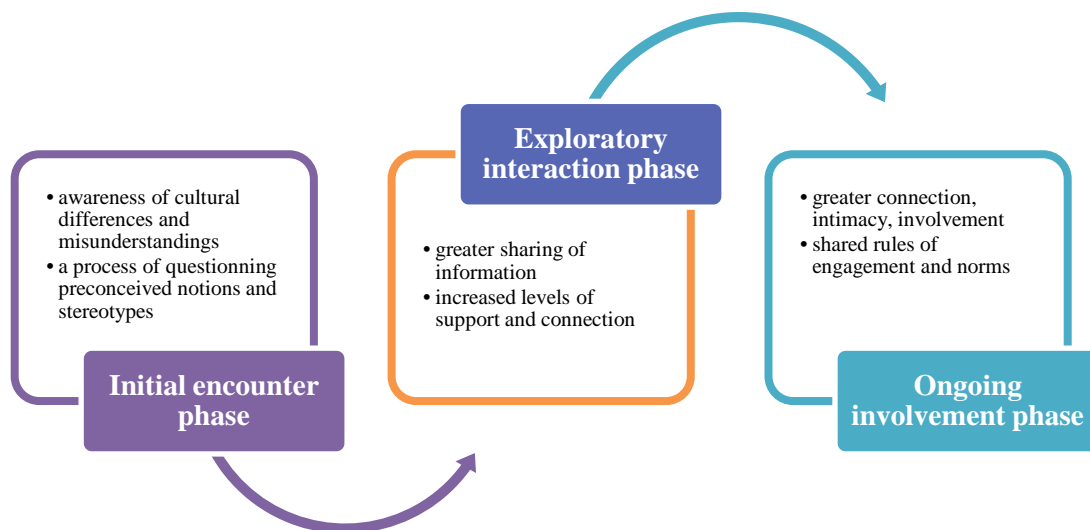 • awareness of cultural
differences and
misunderstandings
• a process of questionning
preconceived notions and
stereotypes
Initial encounter
phase
Exploratory
interaction phase
• greater sharing of
information
• increased levels of
support and connection
• greater connection,
intimacy, involvement
• shared rules of
engagement and norms
Ongoing
involvement phase